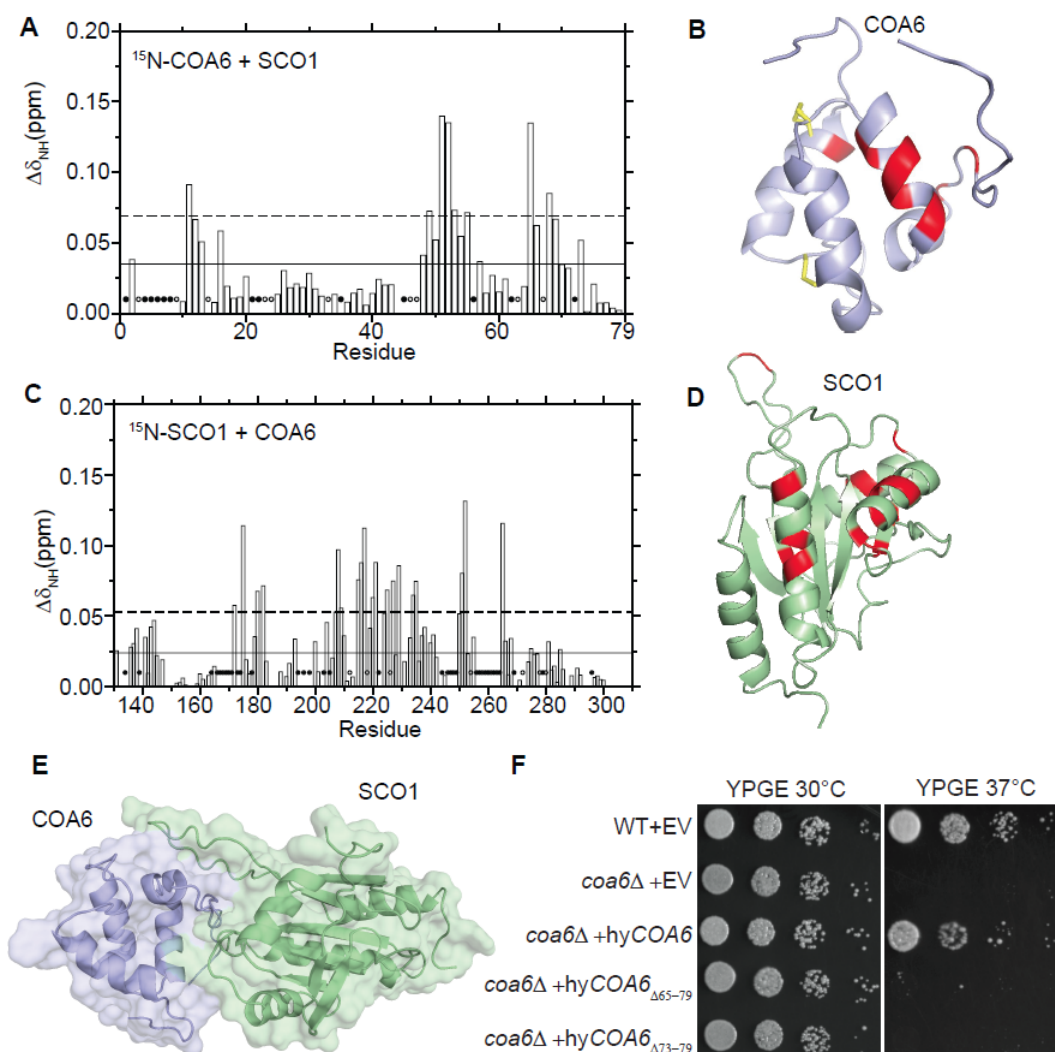 A
0.20
0.15
0.10
0.05
0.00
ΔδNH(ppm)
¹⁵N-COA6 + SCO1
0 20 40 60 79
Residue
B
COA6
C
0.20
0.15
0.10
0.05
0.00
ΔδNH(ppm)
¹⁵N-SCO1 + COA6
140 160 180 200 220 240 260 280 300
Residue
D
SCO1
E
COA6
SCO1
F
YPGE 30°C YPGE 37°C
WT+EV
coa6Δ +EV
coa6Δ +hyCOA6
coa6Δ +hyCOA6Δ65–79
coa6Δ +hyCOA6Δ73–79